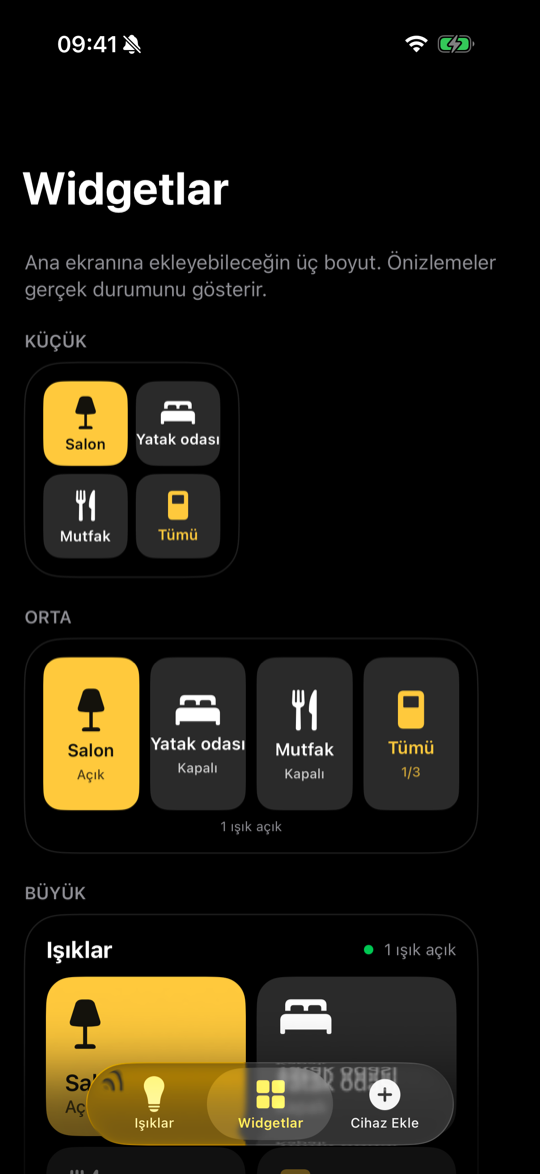 09:41
Widgetlar
Ana ekranına ekleyebileceğin üç boyut. Önizlemeler
gerçek durumunu gösterir.
KÜÇÜK
Salon
Yatak odası
Mutfak
Tümü
ORTA
Salon
Açık
Yatak odası
Kapalı
Mutfak
Kapalı
Tümü
1/3
1 ışık açık
BÜYÜK
Işıklar
1 ışık açık
Yatak odası
Işıklar
Widgetlar
Cihaz Ekle